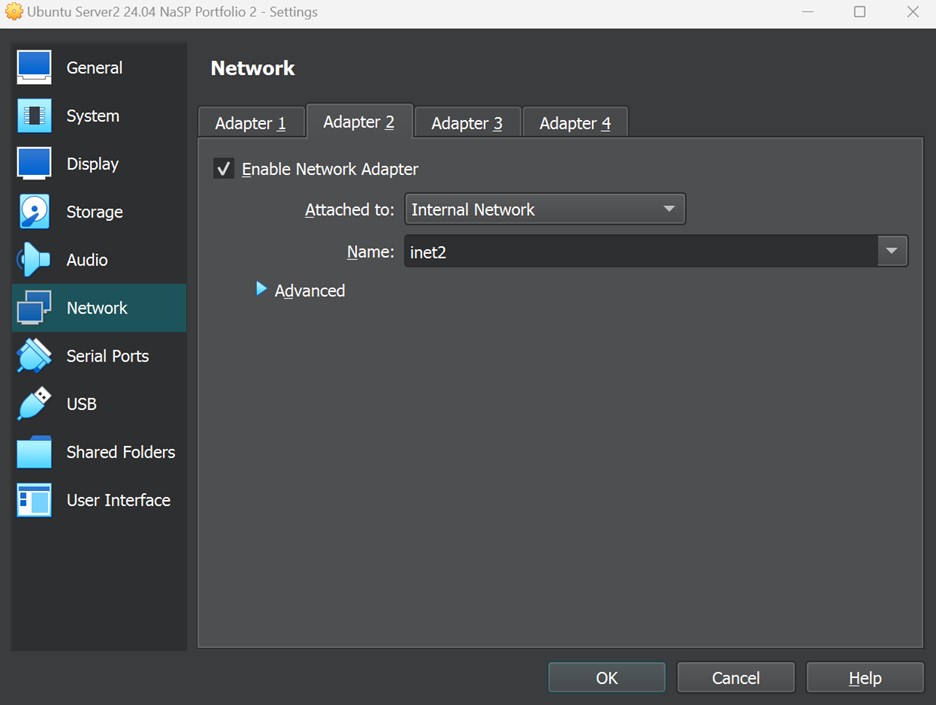 Ubuntu Server2 24.04 NaSP Portfolio 2 - Settings
General
System
Display
Storage
Audio
Network
Serial Ports
USB
Shared Folders
User Interface
Network
Adapter 1 Adapter 2 Adapter 3 Adapter 4
Enable Network Adapter
Attached to: Internal Network
Name: inet2
Advanced
OK Cancel Help